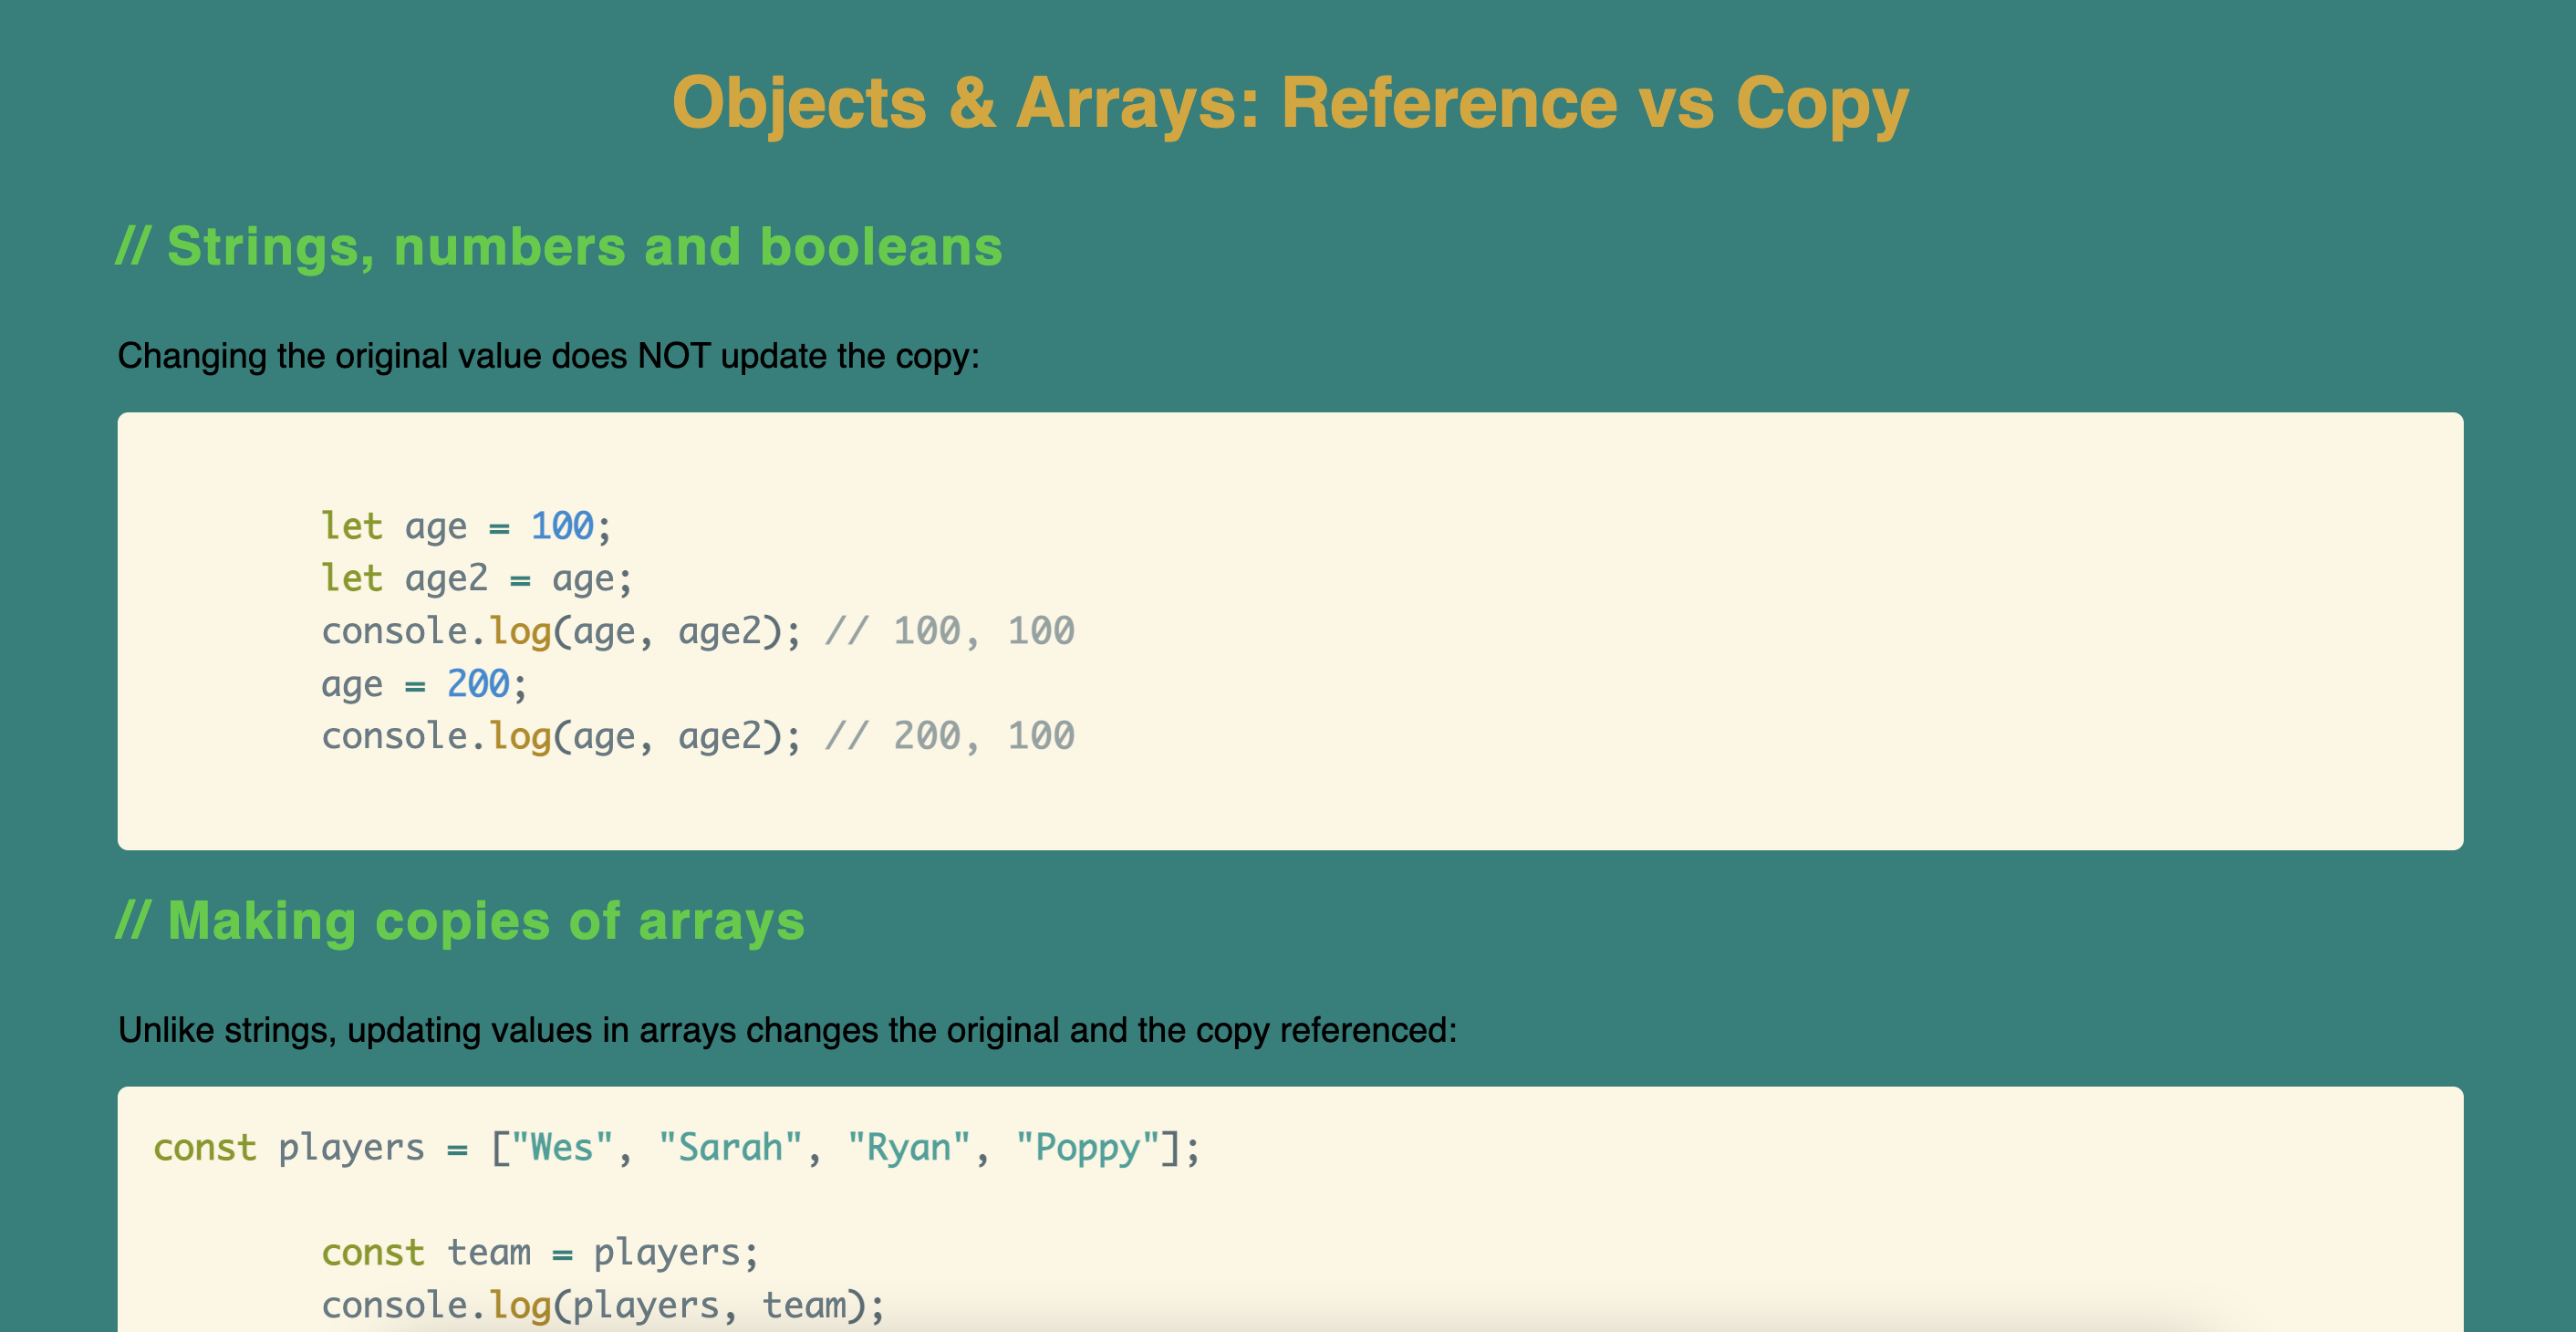 Objects & Arrays: Reference vs Copy
// Strings, numbers and booleans
Changing the original value does NOT update the copy:
let age = 100;
let age2 = age;
console.log(age, age2); // 100, 100
age = 200;
console.log(age, age2); // 200, 100
// Making copies of arrays
Unlike strings, updating values in arrays changes the original and the copy referenced:
const players = ["Wes", "Sarah", "Ryan", "Poppy"];
const team = players;
console.log(players, team);